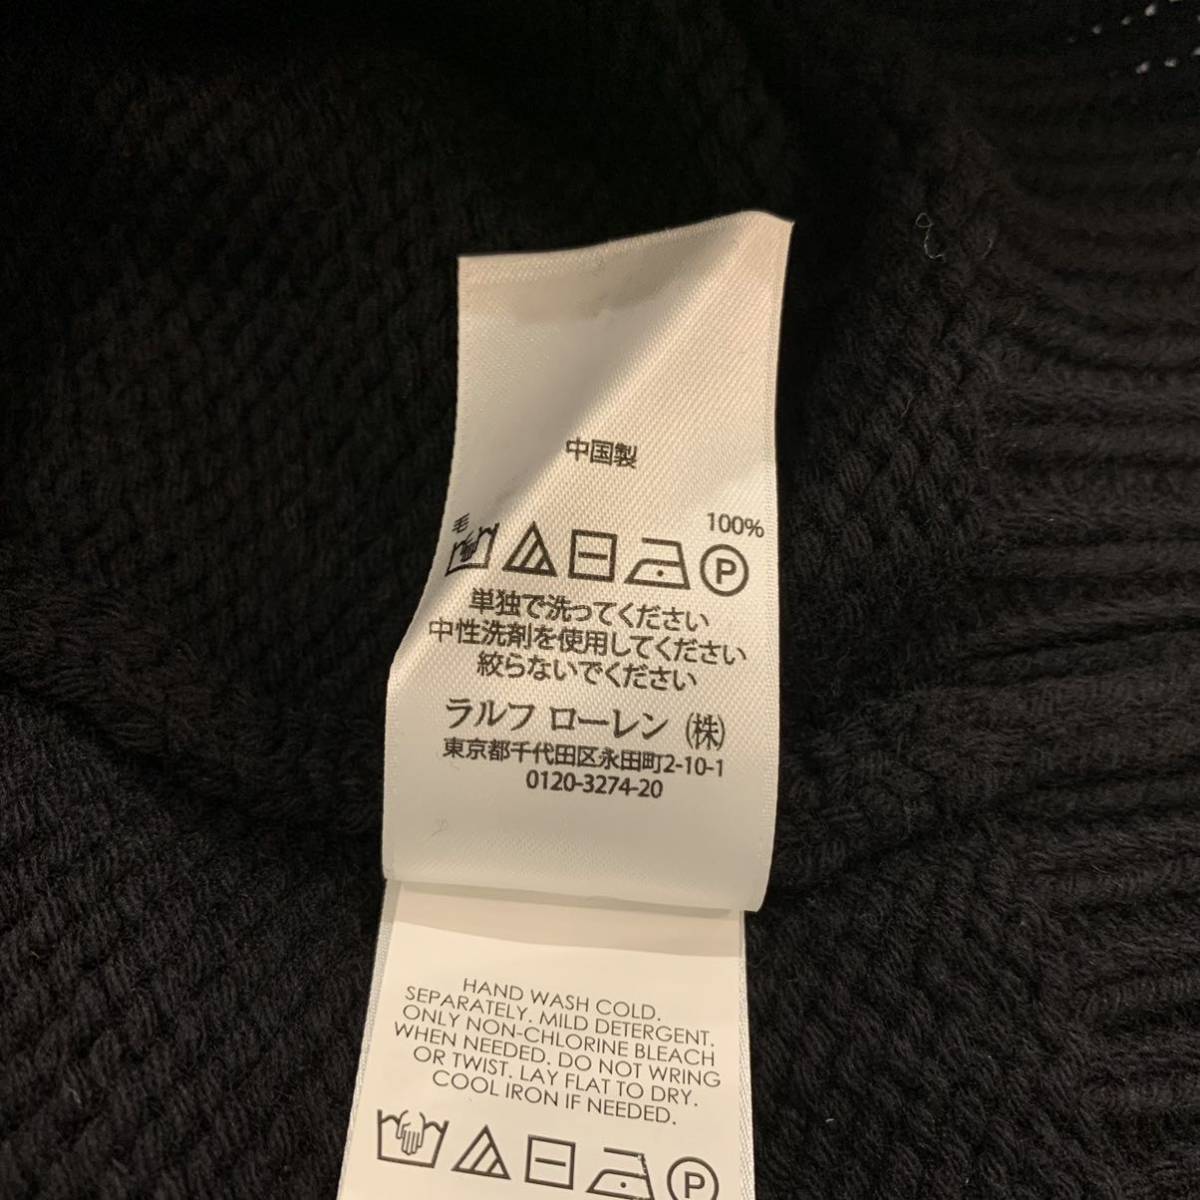 中国製
毛 100%
P
単独で洗ってください
中性洗剤を使用してください
絞らないでください
ラルフ ローレン (株)
東京都千代田区永田町2-10-1
0120-3274-20
HAND WASH COLD.
SEPARATELY. MILD DETERGENT.
ONLY NON-CHLORINE BLEACH
WHEN NEEDED. DO NOT WRING
OR TWIST. LAY FLAT TO DRY.
COOL IRON IF NEEDED.
P